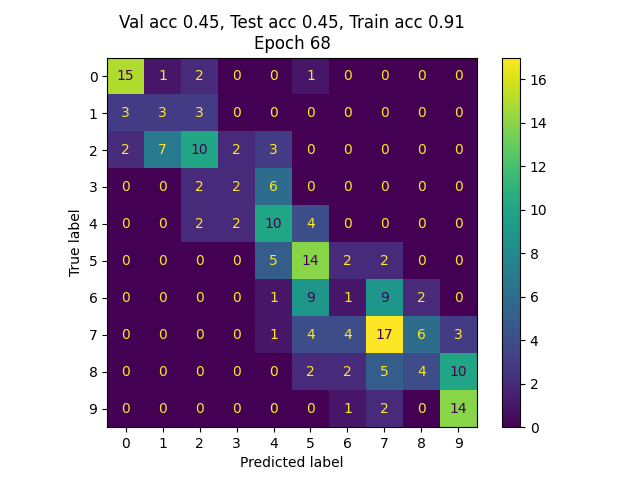 Val acc 0.45, Test acc 0.45, Train acc 0.91
Epoch 68
0 15 1 2 0 0 1 0 0 0 0
1 3 3 3 0 0 0 0 0 0 0
2 2 7 10 2 3 0 0 0 0 0
3 0 0 2 2 6 0 0 0 0 0
4 0 0 2 2 10 4 0 0 0 0
5 0 0 0 0 5 14 2 2 0 0
6 0 0 0 0 1 9 1 9 2 0
7 0 0 0 0 1 4 4 17 6 3
8 0 0 0 0 0 2 2 5 4 10
9 0 0 0 0 0 0 1 2 0 14
0 1 2 3 4 5 6 7 8 9
Predicted label
True label
16
14
12
10
8
6
4
2
0